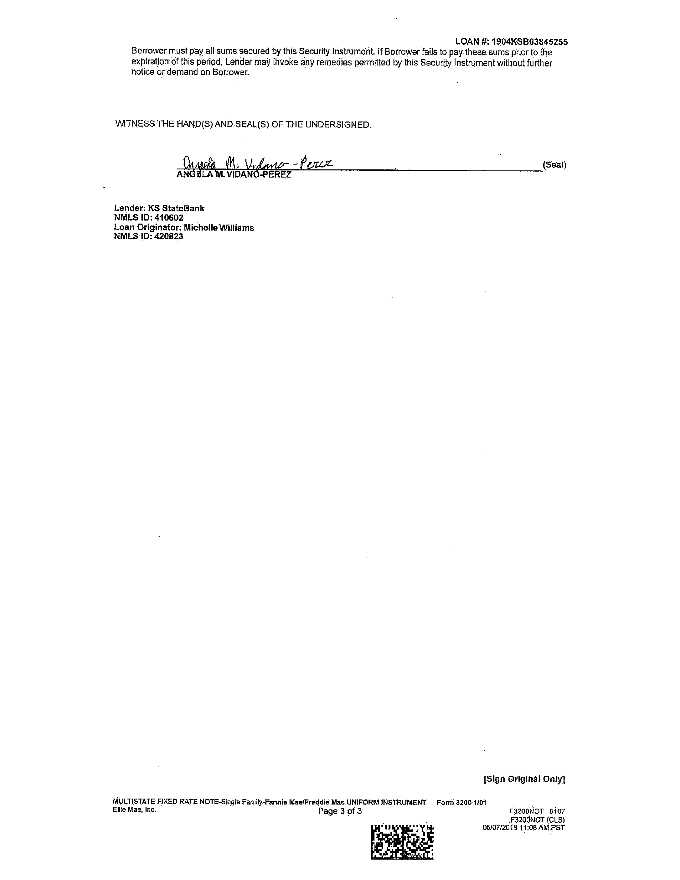 LOAN #: 1904KSB03845255
Borrower must pay all sums secured by this Security Instrument. If Borrower fails to pay these sums prior to the
expiration of this period, Lender may invoke any remedies permitted by this Security Instrument without further
notice or demand on Borrower.
WITNESS THE HAND(S) AND SEAL(S) OF THE UNDERSIGNED.
Angela M. Vidano-Perez
ANGELA M. VIDANO-PEREZ (Seal)
Lender: KS StateBank
NMLS ID: 410602
Loan Originator: Michelle Williams
NMLS ID: 420823
[Sign Original Only]
MULTISTATE FIXED RATE NOTE-Single Family-Fannie Mae/Freddie Mac UNIFORM INSTRUMENT Form 3200 1/01
Ellie Mae, Inc. Page 3 of 3 F3200NOT 0107
F3200NOT (CLS)
11:08 AM PST